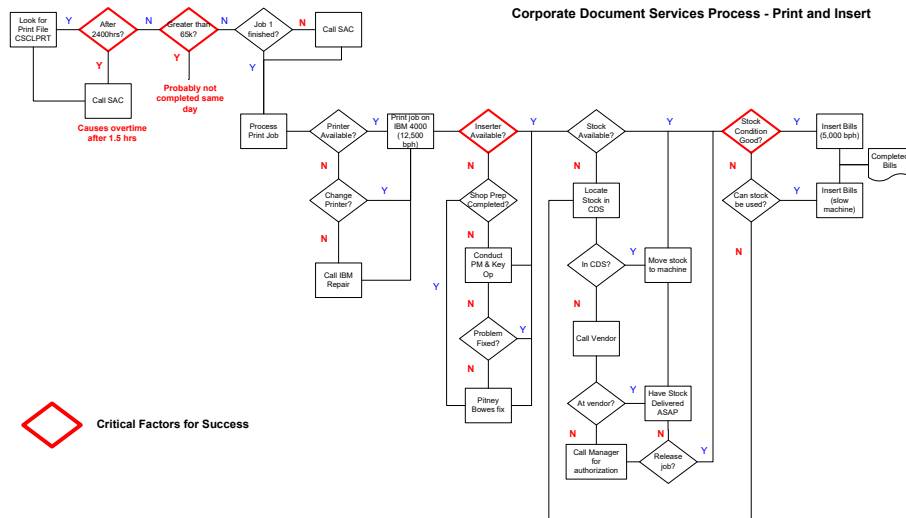 Corporate Document Services Process - Print and Insert
Look for
Print File
CSCLPRT
Y
After
2400hrs?
N
Greater than
65k?
N
Job 1
finished?
N
Call SAC
Y
Y
Y
Call SAC
Probably not
completed same
day
Causes overtime
after 1.5 hrs
Process
Print Job
Printer
Available?
Y
Print job on
IBM 4000
(12,500
bph)
Inserter
Available?
Y
Stock
Available?
Y
Stock
Condition
Good?
Y
Insert Bills
(5,000 bph)
Completed
Bills
N
N
N
N
Change
Printer?
Y
Shop Prep
Completed?
Locate
Stock in
CDS
Can stock
be used?
Y
Insert Bills
(slow
machine)
N
N
N
N
Call IBM
Repair
Conduct
PM & Key
Op
In CDS?
Y
Move stock
to machine
Y
N
N
Problem
Fixed?
Y
Call Vendor
N
N
Pitney
Bowes fix
At vendor?
Y
Have Stock
Delivered
ASAP
N
N
Call Manager
for
authorization
Release
job?
Y
Critical Factors for Success